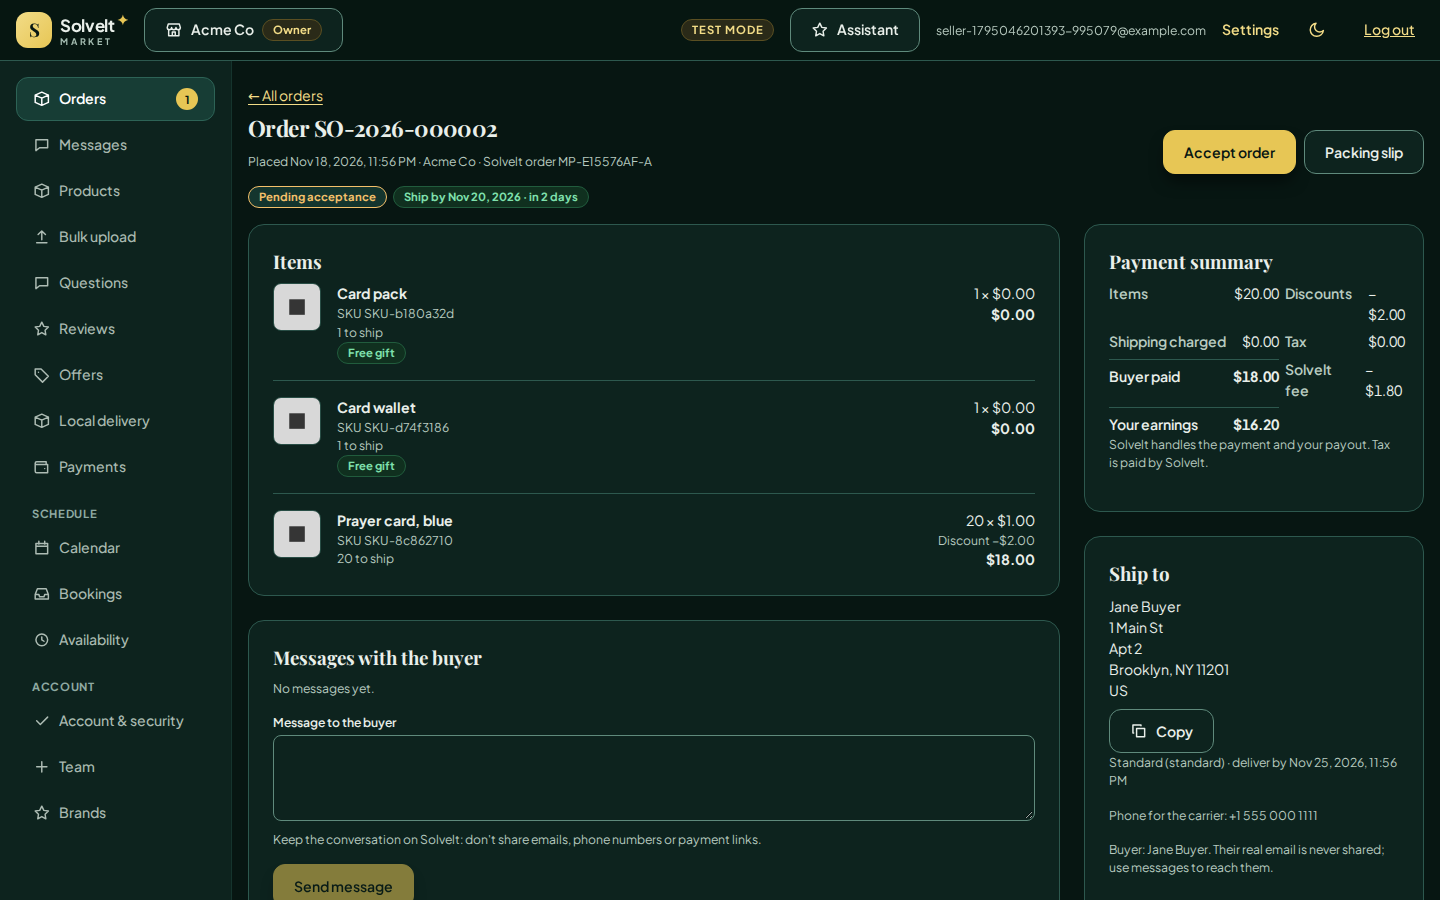 S
Solvelt
MARKET
Acme Co
Owner
TEST MODE
Assistant
seller-1795046201393-995079@example.com
Settings
Log out
Orders
1
Messages
Products
Bulk upload
Questions
Reviews
Offers
Local delivery
Payments
SCHEDULE
Calendar
Bookings
Availability
ACCOUNT
Account & security
Team
Brands
← All orders
Order SO-2026-000002
Placed Nov 18, 2026, 11:56 PM · Acme Co · Solvelt order MP-E15576AF-A
Pending acceptance
Ship by Nov 20, 2026 · in 2 days
Accept order
Packing slip
Items
Card pack
SKU SKU-b180a32d
1 to ship
Free gift
1 × $0.00
$0.00
Card wallet
SKU SKU-d74f3186
1 to ship
Free gift
1 × $0.00
$0.00
Prayer card, blue
SKU SKU-8c862710
20 to ship
20 × $1.00
Discount −$2.00
$18.00
Messages with the buyer
No messages yet.
Message to the buyer
Keep the conversation on Solvelt: don't share emails, phone numbers or payment links.
Send message
Payment summary
Items $20.00 Discounts −
$2.00
Shipping charged $0.00 Tax $0.00
Buyer paid $18.00 Solvelt −
fee $1.80
Your earnings $16.20
Solvelt handles the payment and your payout. Tax
is paid by Solvelt.
Ship to
Jane Buyer
1 Main St
Apt 2
Brooklyn, NY 11201
US
Copy
Standard (standard) · deliver by Nov 25, 2026, 11:56
PM
Phone for the carrier: +1 555 000 1111
Buyer: Jane Buyer. Their real email is never shared;
use messages to reach them.